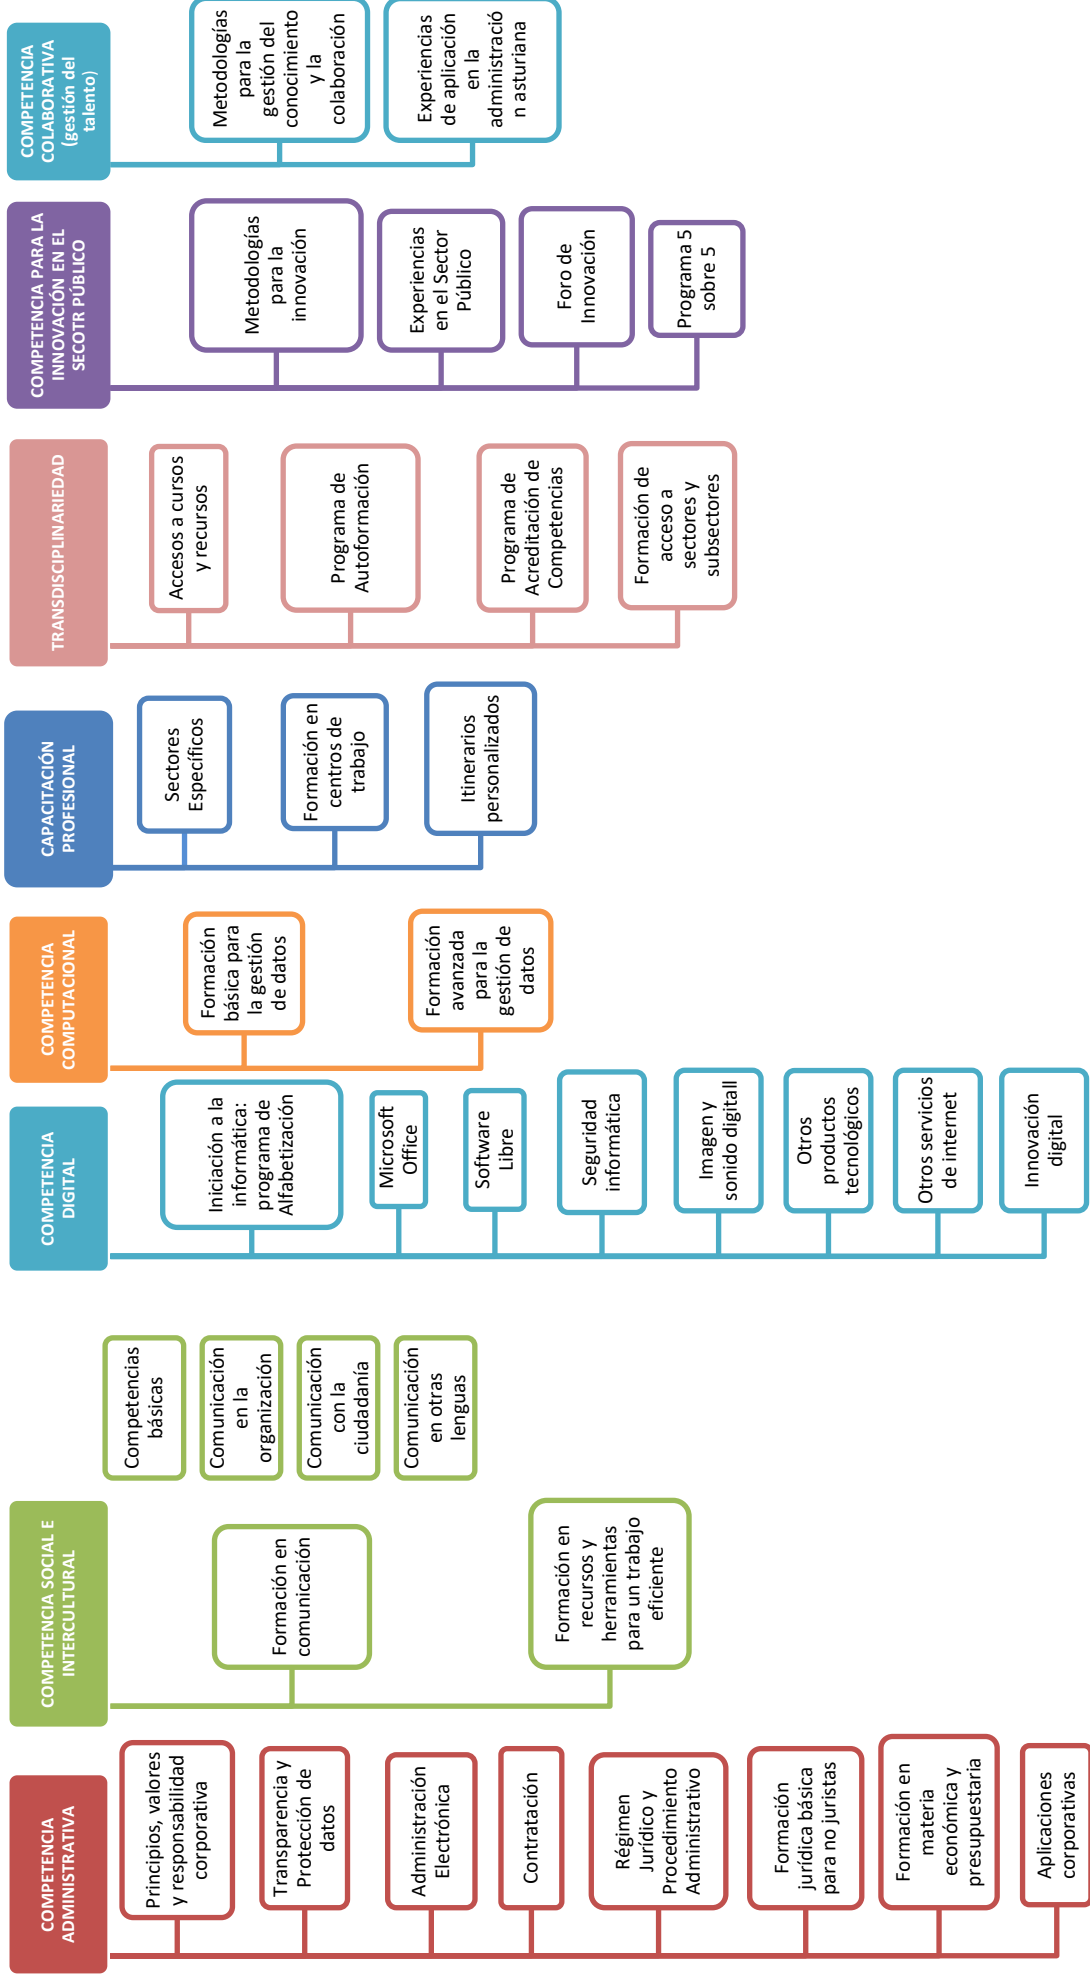 COMPETENCIA
ADMINISTRATIVA
Principios, valores
y responsabilidad
corporativa
Transparencia y
Protección de
datos
Administración
Electrónica
Contratación
Régimen
Jurídico y
Procedimiento
Administrativo
Formación
jurídica básica
para no juristas
Formación en
materia
económica y
presupuestaria
Aplicaciones
corporativas
COMPETENCIA SOCIAL E
INTERCULTURAL
Formación en
comunicación
Formación en
recursos y
herramientas
para un trabajo
eficiente
Competencias
básicas
Comunicación
en la
organización
Comunicación
con la
ciudadanía
Comunicación
en otras
lenguas
COMPETENCIA
DIGITAL
Iniciación a la
informática:
programa de
Alfabetización
Microsoft
Office
Software
Libre
Seguridad
informática
Imagen y
sonido digitall
Otros
productos
tecnológicos
Otros servicios
de internet
Innovación
digital
COMPETENCIA
COMPUTACIONAL
Formación
básica para
la gestión
de datos
Formación
avanzada
para la
gestión de
datos
CAPACITACIÓN
PROFESIONAL
Sectores
Específicos
Formación en
centros de
trabajo
Itinerarios
personalizados
TRANSDISCIPLINARIEDAD
Accesos a cursos
y recursos
Programa de
Autoformación
Programa de
Acreditación de
Competencias
Formación de
acceso a
sectores y
subsectores
COMPETENCIA PARA LA
INNOVACIÓN EN EL
SECOTR PÚBLICO
Metodologías
para la
innovación
Experiencias
en el Sector
Público
Foro de
Innovación
Programa 5
sobre 5
COMPETENCIA
COLABORATIVA
(gestión del
talento)
Metodologías
para la
gestión del
conocimiento
y la
colaboración
Experiencias
de aplicación
en la
administració
n asturiana